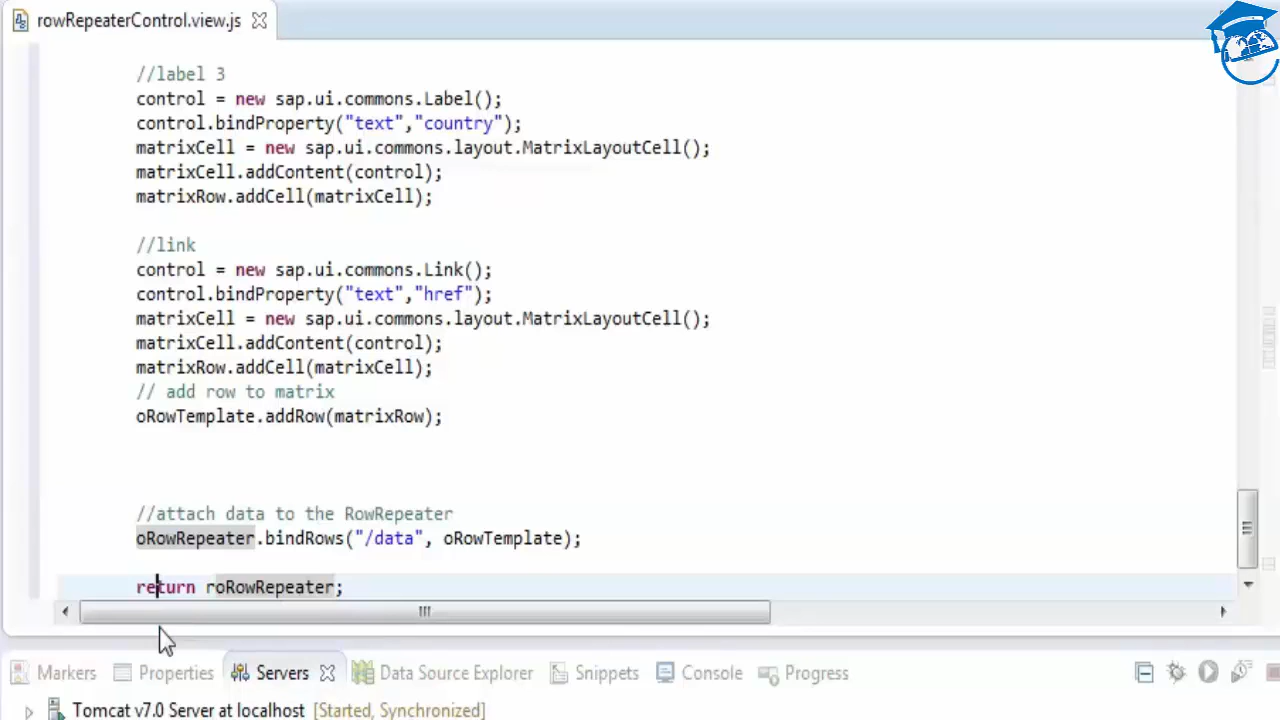 rowRepeaterControl.view.js
//label 3
control = new sap.ui.commons.Label();
control.bindProperty("text","country");
matrixCell = new sap.ui.commons.layout.MatrixLayoutCell();
matrixCell.addContent(control);
matrixRow.addCell(matrixCell);
//link
control = new sap.ui.commons.Link();
control.bindProperty("text","href");
matrixCell = new sap.ui.commons.layout.MatrixLayoutCell();
matrixCell.addContent(control);
matrixRow.addCell(matrixCell);
// add row to matrix
oRowTemplate.addRow(matrixRow);
//attach data to the RowRepeater
oRowRepeater.bindRows("/data", oRowTemplate);
return roRowRepeater;
Markers Properties Servers Data Source Explorer Snippets Console Progress
Tomcat v7.0 Server at localhost [Started, Synchronized]